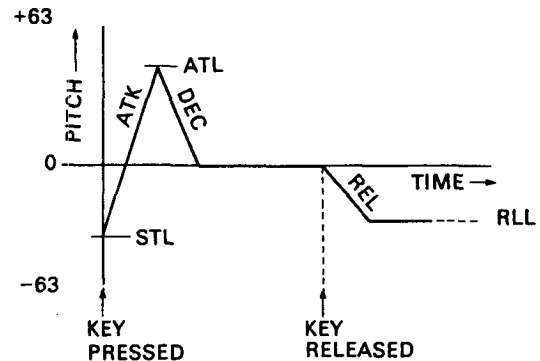 +63
PITCH
ATK
ATL
DEC
0
TIME
REL
STL
RLL
−63
KEY
PRESSED
KEY
RELEASED